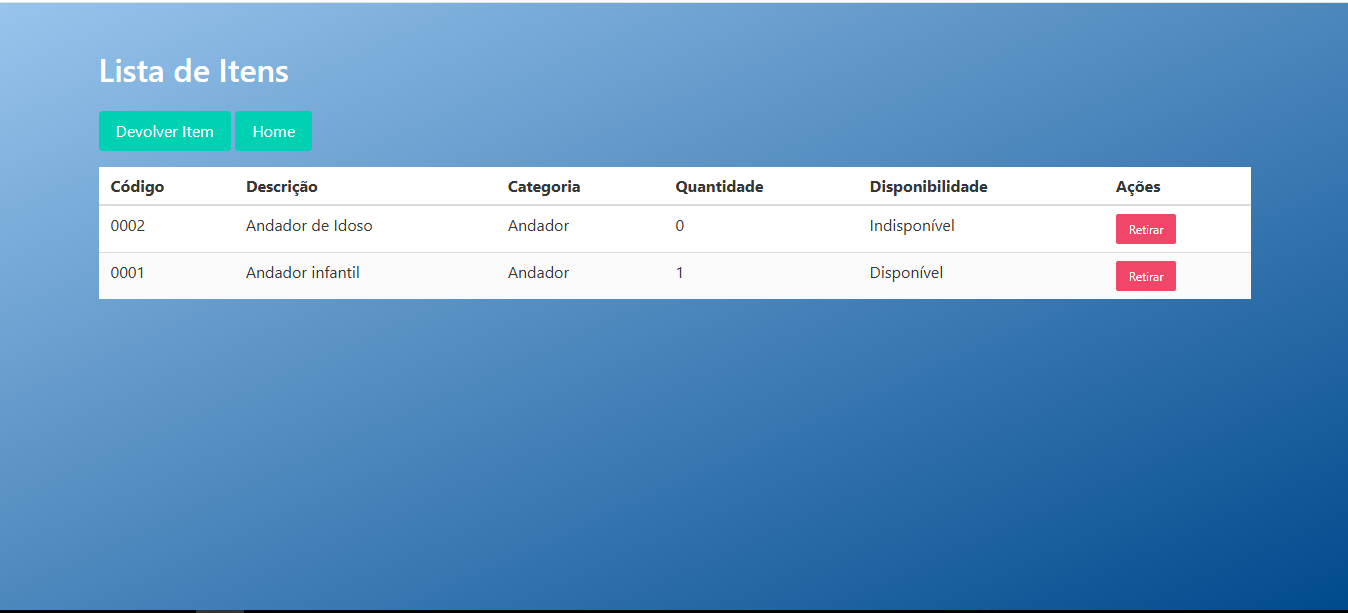 Lista de Itens
Devolver Item Home
Código Descrição Categoria Quantidade Disponibilidade Ações
0002 Andador de Idoso Andador 0 Indisponível Retirar
0001 Andador infantil Andador 1 Disponível Retirar